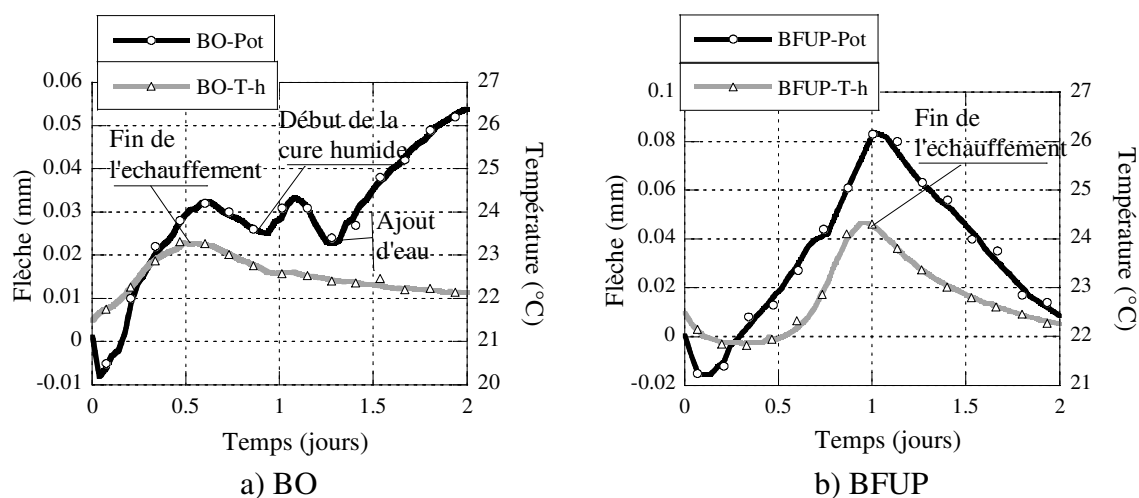 BO-Pot
BO-T-h
0.06
0.05
0.04
0.03
0.02
0.01
0
-0.01
Flèche (mm)
27
26
25
24
23
22
21
20
Température (°C)
Fin de
l'echauffement
Début de la
cure humide
Ajout
d'eau
0
0.5
1
1.5
2
Temps (jours)
a) BO
BFUP-Pot
BFUP-T-h
0.1
0.08
0.06
0.04
0.02
0
-0.02
Flèche (mm)
27
26
25
24
23
22
21
Température (°C)
Fin de
l'echauffement
0
0.5
1
1.5
2
Temps (jours)
b) BFUP